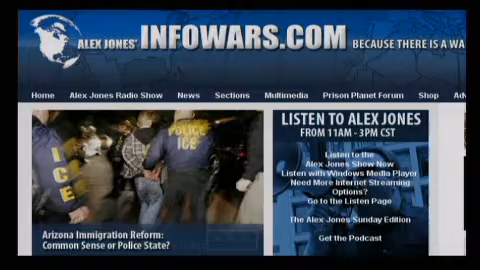 ALEX JONES' INFOWARS.COM BECAUSE THERE IS A WA
Home Alex Jones Radio Show News Sections Multimedia Prison Planet Forum Shop Ad
POLICE
ICE
ICE
Arizona Immigration Reform:
Common Sense or Police State?
LISTEN TO ALEX JONES
FROM 11AM - 3PM CST
Listen to the
Alex Jones Show Now
Listen with Windows Media Player
Need More Internet Streaming
Options?
Go to the Listen Page
The Alex Jones Sunday Edition
Get the Podcast